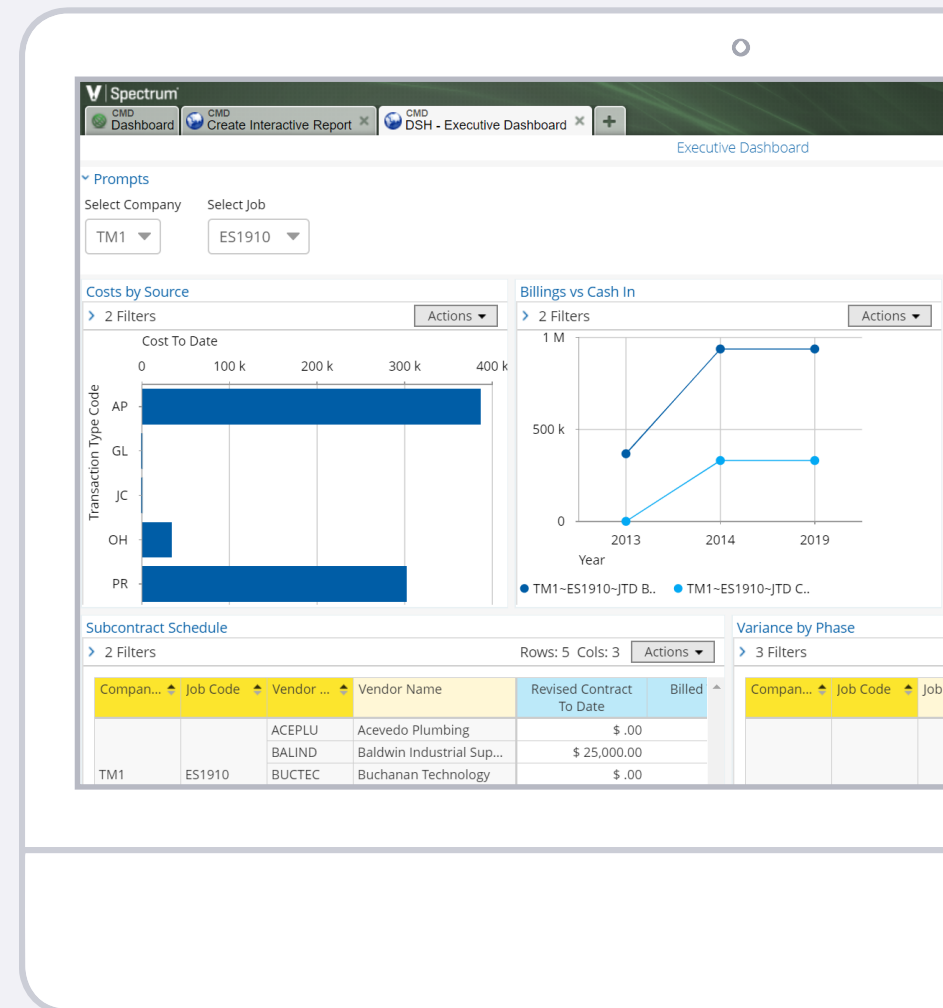 Spectrum
CMD
Dashboard
CMD
Create Interactive Report
CMD
DSH - Executive Dashboard
Executive Dashboard
Prompts
Select Company Select Job
TM1 ES1910
Costs by Source
2 Filters Actions
Cost To Date
0 100 k 200 k 300 k 400 k
Transaction Type Code
AP
GL
JC
OH
PR
Billings vs Cash In
2 Filters Actions
1 M
500 k
0
2013 2014 2019
Year
TM1~ES1910~JTD B.. TM1~ES1910~JTD C..
Subcontract Schedule
2 Filters Rows: 5 Cols: 3 Actions
Compan... Job Code Vendor ... Vendor Name Revised Contract To Date Billed
ACEPLU Acevedo Plumbing $ .00
BALIND Baldwin Industrial Sup... $ 25,000.00
TM1 ES1910 BUCTEC Buchanan Technology $ .00
Variance by Phase
3 Filters
Compan... Job Code Job